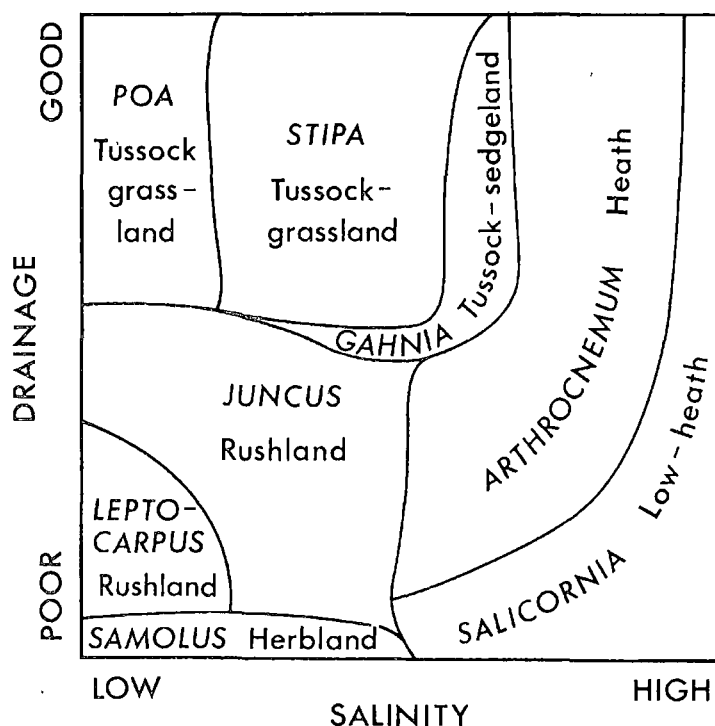 GOOD
DRAINAGE
POOR
POA
Tussock
grass-
land
STIPA
Tussock-
grassland
GAHNIA Tussock-sedgeland
ARTHROCNEMUM Heath
JUNCUS
Rushland
LEPTO-
CARPUS
Rushland
SAMOLUS Herbland
SALICORNIA Low-heath
LOW
HIGH
SALINITY